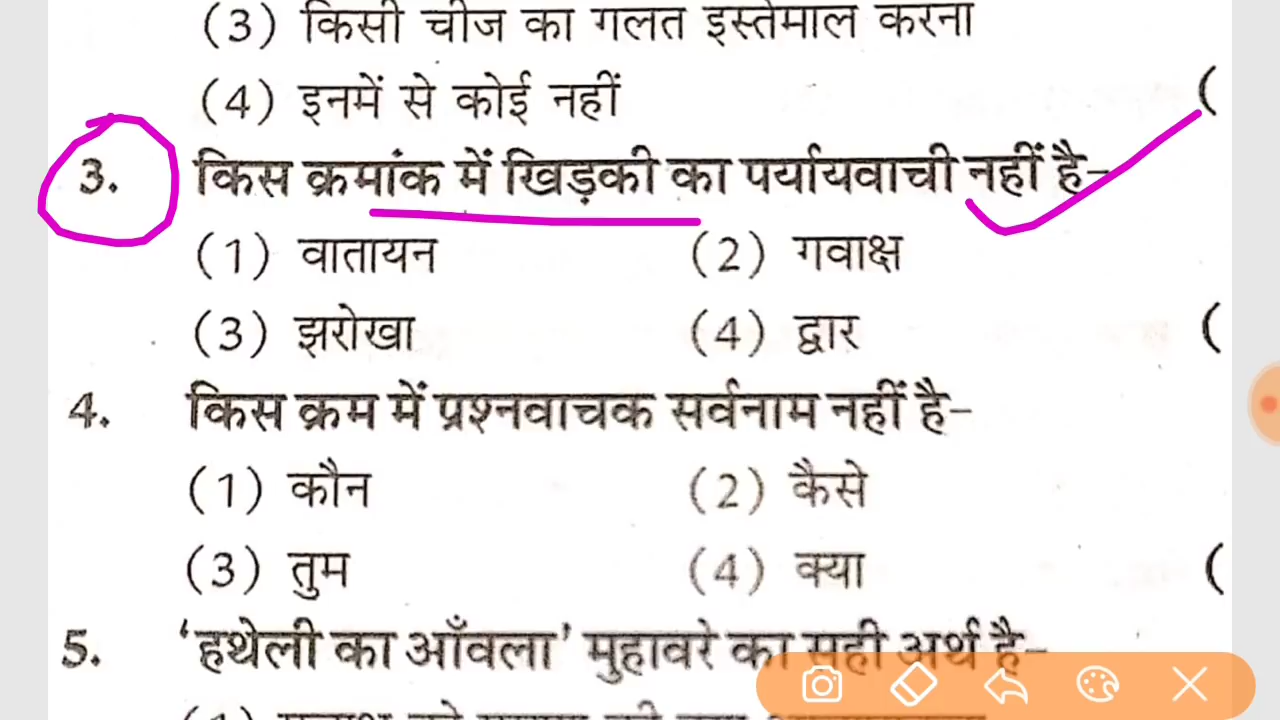 (3) किसी चीज का गलत इस्तेमाल करना
(4) इनमें से कोई नहीं (
3. किस क्रमांक में खिड़की का पर्यायवाची नहीं है-
(1) वातायन (2) गवाक्ष
(3) झरोखा (4) द्वार (
4. किस क्रम में प्रश्नवाचक सर्वनाम नहीं है-
(1) कौन (2) कैसे
(3) तुम (4) क्या (
5. 'हथेली का आँवला' मुहावरे का सही अर्थ है-